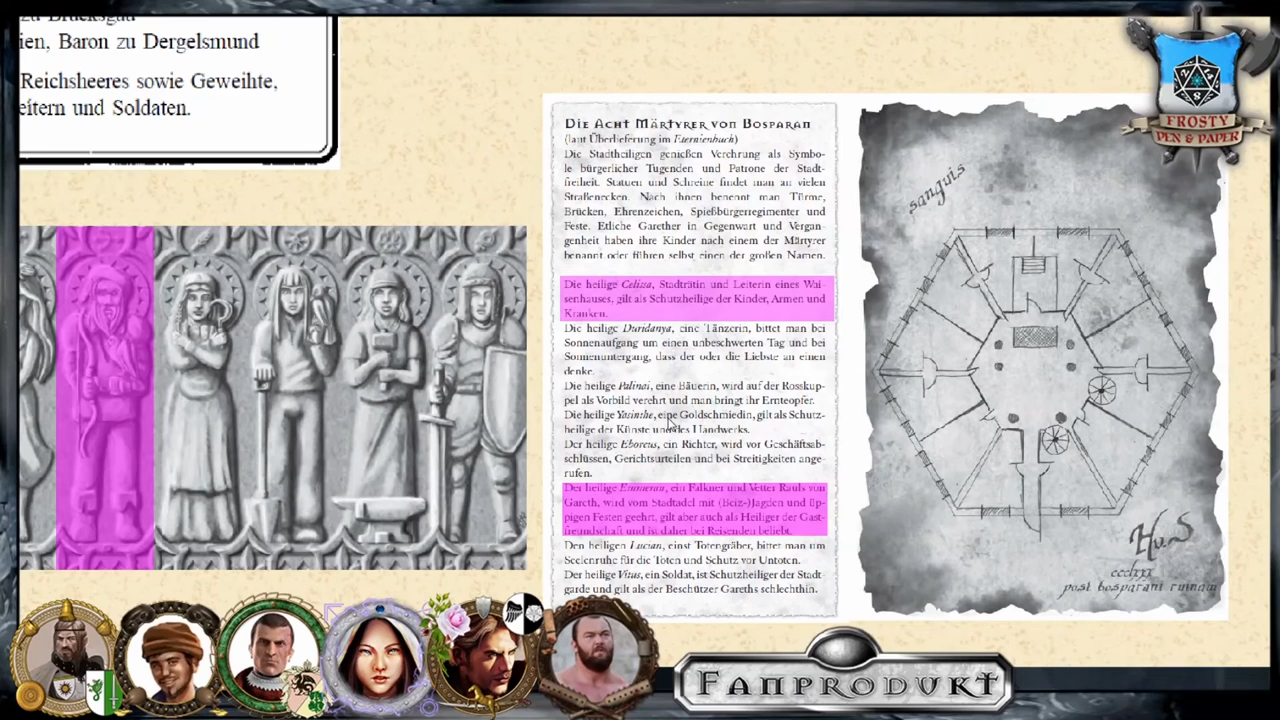 zu Brücksgau
ien, Baron zu Dergelsmund
Reichsheeres sowie Geweihte,
eitern und Soldaten.
Die Acht Märtyrer von Bosparan
(laut Überlieferung im Eternienbuch)
Die Stadtheiligen genießen Verehrung als Symbo-
le bürgerlicher Tugenden und Patrone der Stadt-
freiheit. Statuen und Schreine findet man an vielen
Straßenecken. Nach ihnen benennt man Türme,
Brücken, Ehrenzeichen, Spießbürgerregimenter und
Feste. Etliche Garether in Gegenwart und Vergan-
genheit haben ihre Kinder nach einem der Märtyrer
benannt oder führen selbst einen der großen Namen.
Die heilige Celissa, Stadträtin und Leiterin eines Wai-
senhauses, gilt als Schutzheilige der Kinder, Armen und
Kranken.
Die heilige Duridanya, eine Tänzerin, bittet man bei
Sonnenaufgang um einen unbeschwerten Tag und bei
Sonnenuntergang, dass der oder die Liebste an einen
denke.
Die heilige Palinai, eine Bäuerin, wird auf der Rosskup-
pel als Vorbild verehrt und man bringt ihr Ernteopfer.
Die heilige Yasinthe, eine Goldschmiedin, gilt als Schutz-
heilige der Künste und des Handwerks.
Der heilige Eboreus, ein Richter, wird vor Geschäftsab-
schlüssen, Gerichtsurteilen und bei Streitigkeiten ange-
rufen.
Der heilige Emmeran, ein Falkner und Vetter Rauls von
Gareth, wird vom Stadtadel mit (Beiz-)Jagden und üp-
pigen Festen geehrt, gilt aber auch als Heiliger der Gast-
freundschaft und ist daher bei Reisenden beliebt.
Den heiligen Lucian, einst Totengräber, bittet man um
Seelenruhe für die Toten und Schutz vor Untoten.
Der heilige Vitus, ein Soldat, ist Schutzheiliger der Stadt-
garde und gilt als der Beschützer Gareths schlechthin.
sanguis
H.v.S
post bosparani ruinam
FROSTY
PEN & PAPER
Fanprodukt